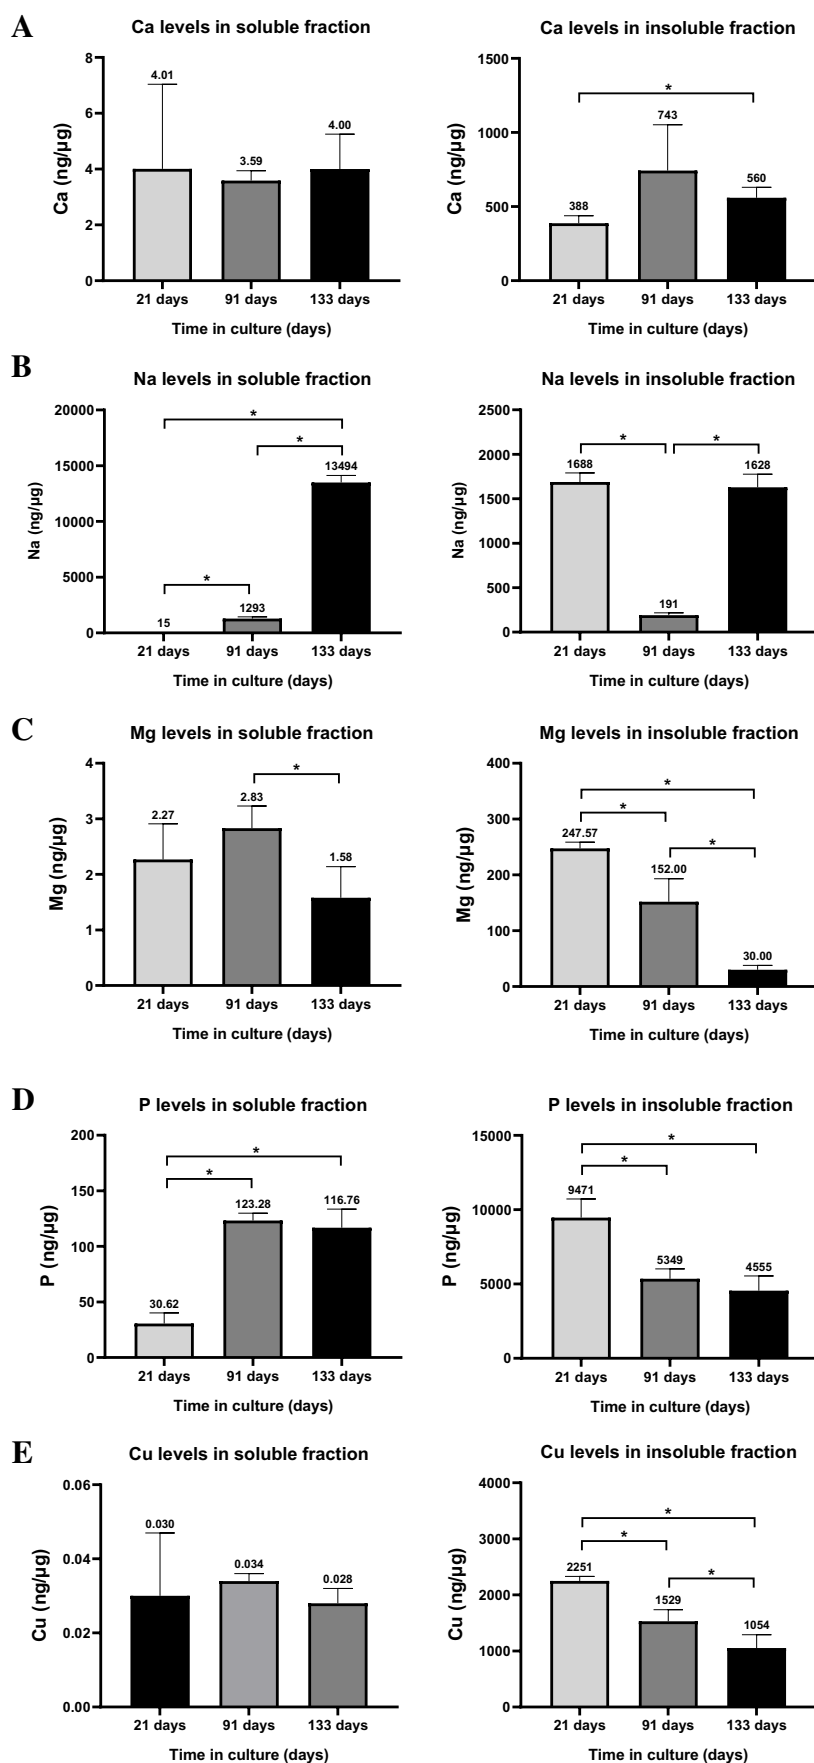 A
Ca levels in soluble fraction
Ca (ng/µg)
8
6
4
2
0
4.01
3.59
4.00
21 days 91 days 133 days
Time in culture (days)
Ca levels in insoluble fraction
Ca (ng/µg)
1500
1000
500
0
*
388
743
560
21 days 91 days 133 days
Time in culture (days)
B
Na levels in soluble fraction
Na (ng/µg)
20000
15000
10000
5000
0
*
*
*
15
1293
13494
21 days 91 days 133 days
Time in culture (days)
Na levels in insoluble fraction
Na (ng/µg)
2500
2000
1500
1000
500
0
* *
1688
191
1628
21 days 91 days 133 days
Time in culture (days)
C
Mg levels in soluble fraction
Mg (ng/µg)
4
3
2
1
0
*
2.27
2.83
1.58
21 days 91 days 133 days
Time in culture (days)
Mg levels in insoluble fraction
Mg (ng/µg)
400
300
200
100
0
*
*
*
247.57
152.00
30.00
21 days 91 days 133 days
Time in culture (days)
D
P levels in soluble fraction
P (ng/µg)
200
150
100
50
0
*
*
30.62
123.28
116.76
21 days 91 days 133 days
Time in culture (days)
P levels in insoluble fraction
P (ng/µg)
15000
10000
5000
0
*
*
9471
5349
4555
21 days 91 days 133 days
Time in culture (days)
E
Cu levels in soluble fraction
Cu (ng/µg)
0.06
0.04
0.02
0.00
0.030
0.034
0.028
21 days 91 days 133 days
Time in culture (days)
Cu levels in insoluble fraction
Cu (ng/µg)
4000
3000
2000
1000
0
*
*
*
2251
1529
1054
21 days 91 days 133 days
Time in culture (days)